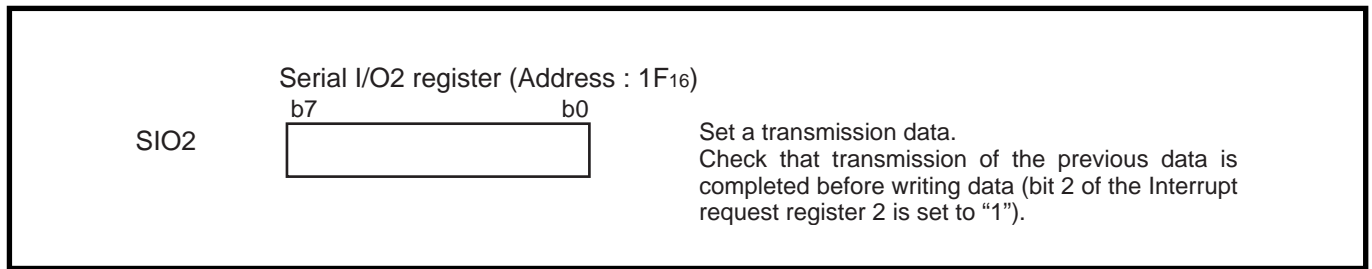 Serial I/O2 register (Address : 1F16)
b7 b0
SIO2
Set a transmission data.
Check that transmission of the previous data is
completed before writing data (bit 2 of the Interrupt
request register 2 is set to “1”).